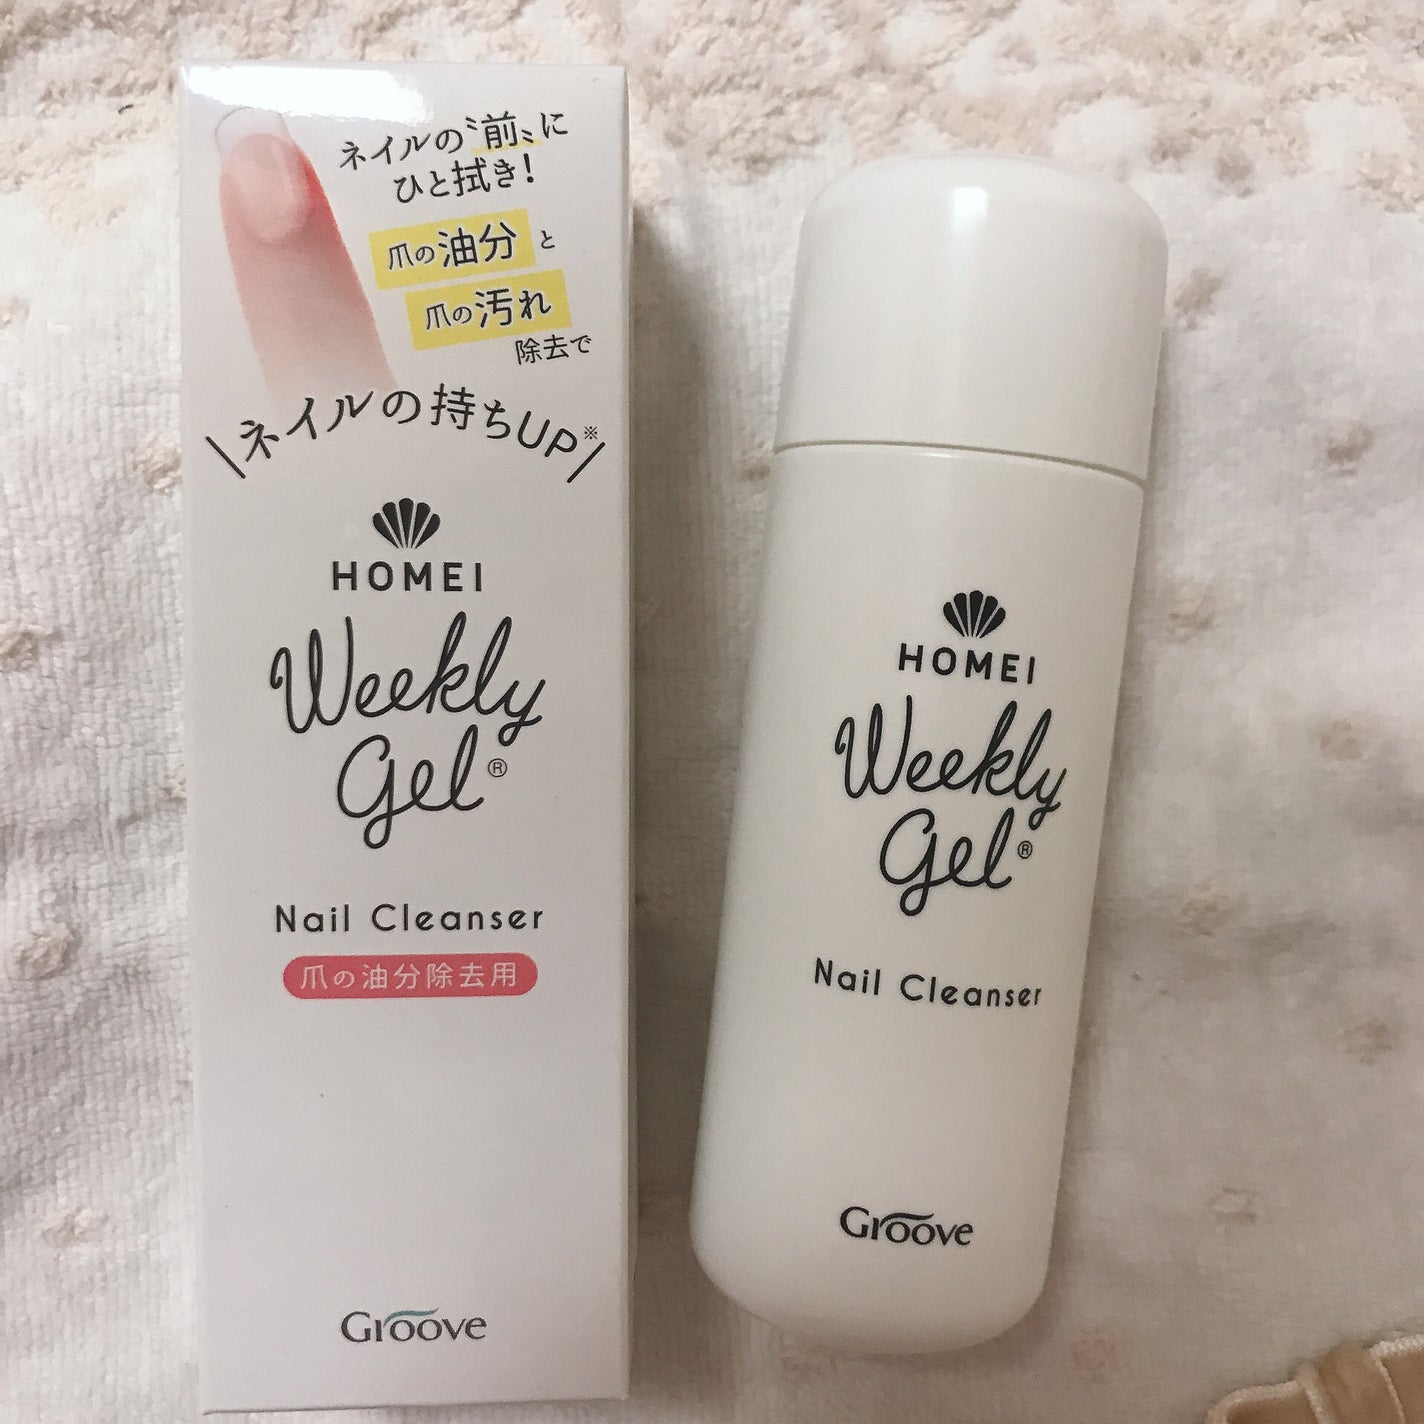 ネイルの"前"に
ひと拭き!
爪の油分と
爪の汚れ
除去で
\ネイルの持ちUP※/
HOMEI
Weekly
Gel®
Nail Cleanser
爪の油分除去用
Groove
HOMEI
Weekly
Gel®
Nail Cleanser
Groove